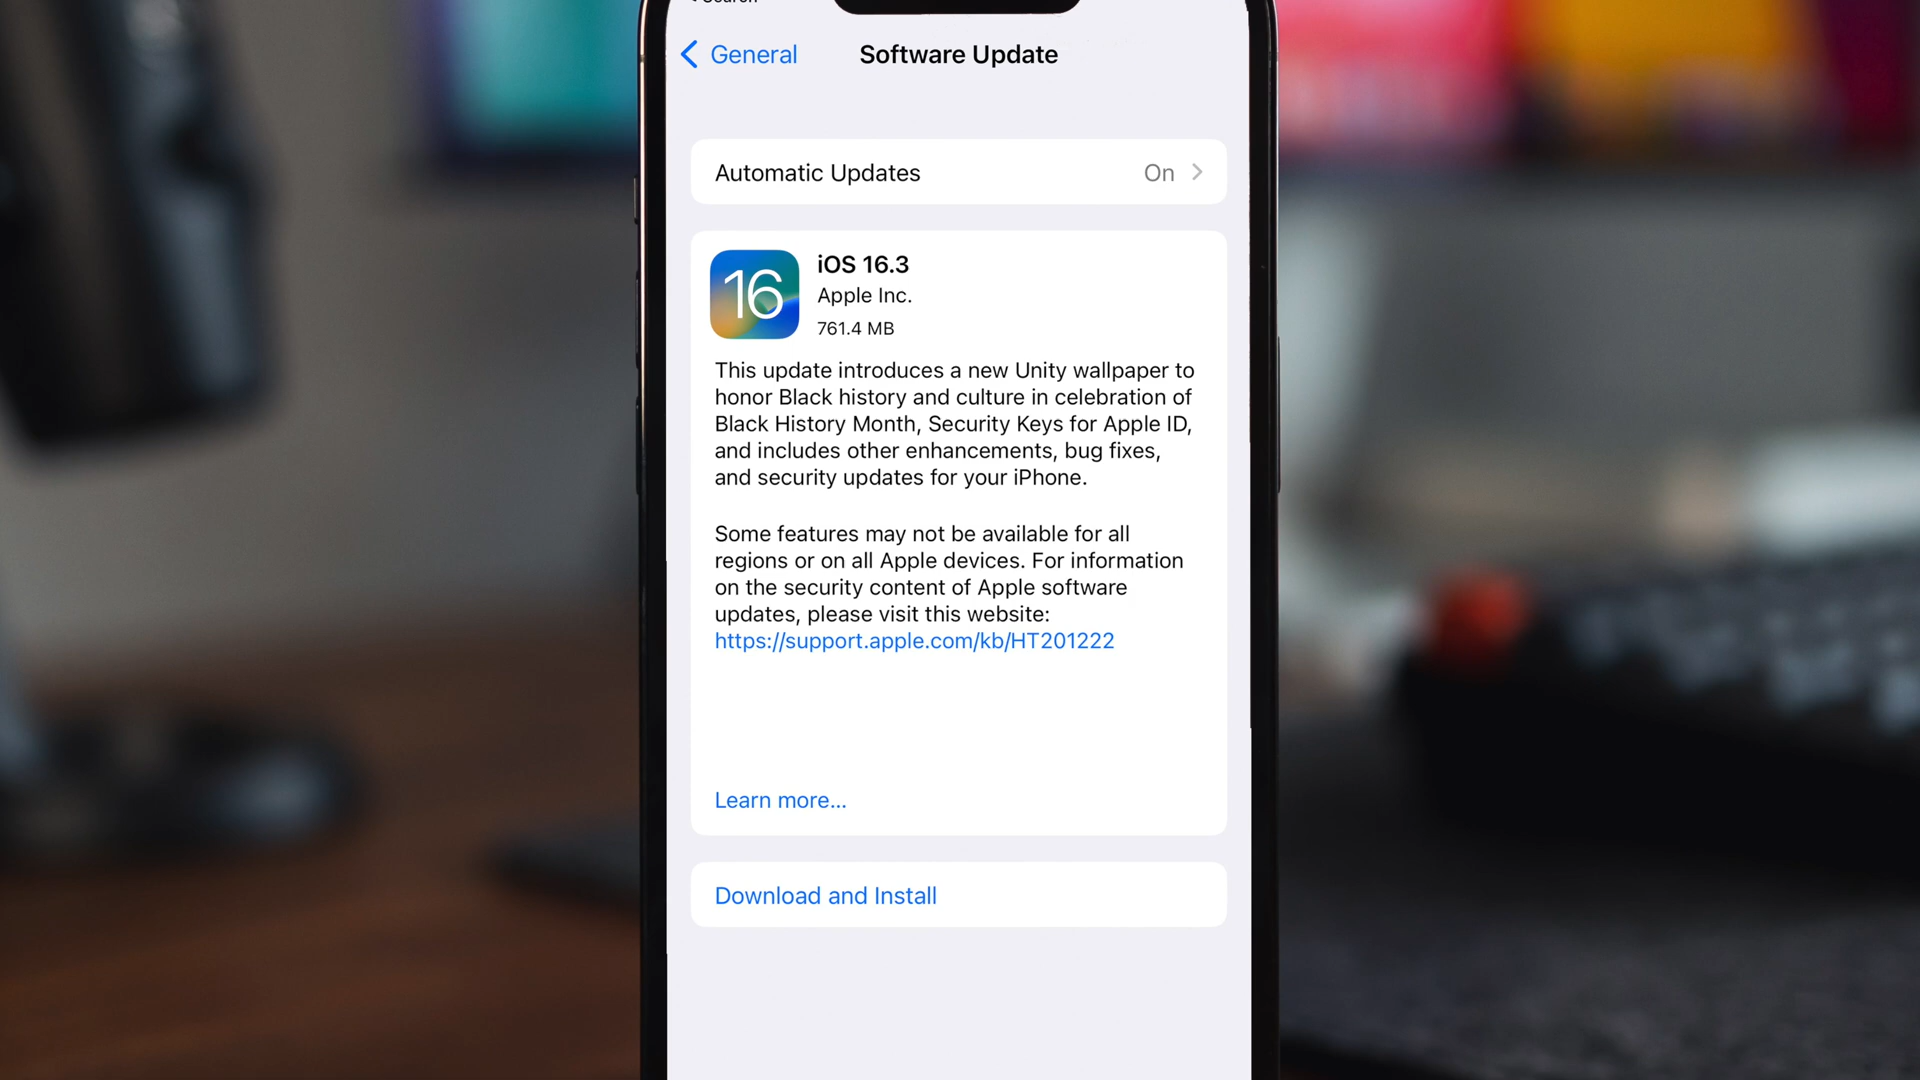 General
Software Update
Automatic Updates On
16
iOS 16.3
Apple Inc.
761.4 MB
This update introduces a new Unity wallpaper to
honor Black history and culture in celebration of
Black History Month, Security Keys for Apple ID,
and includes other enhancements, bug fixes,
and security updates for your iPhone.
Some features may not be available for all
regions or on all Apple devices. For information
on the security content of Apple software
updates, please visit this website:
https://support.apple.com/kb/HT201222
Learn more...
Download and Install